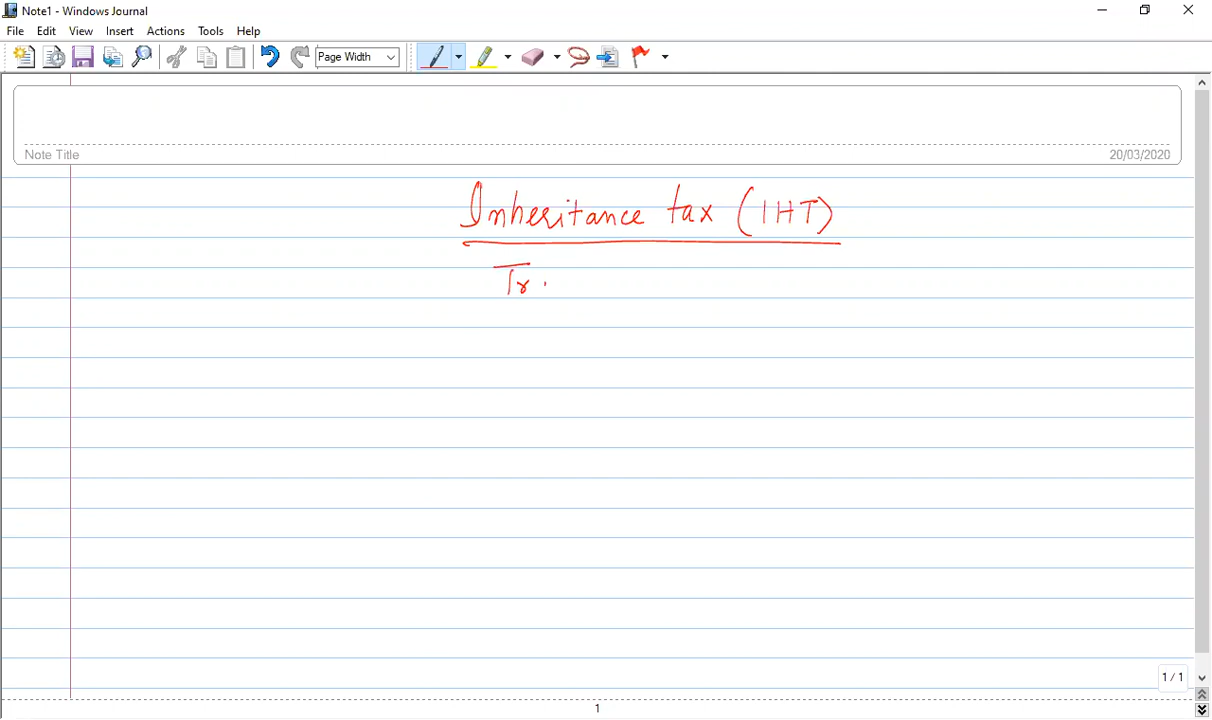 Note1 - Windows Journal
File Edit View Insert Actions Tools Help
Page Width
Note Title 20/03/2020
Inheritance tax (IHT)
Tr
1 / 1
1